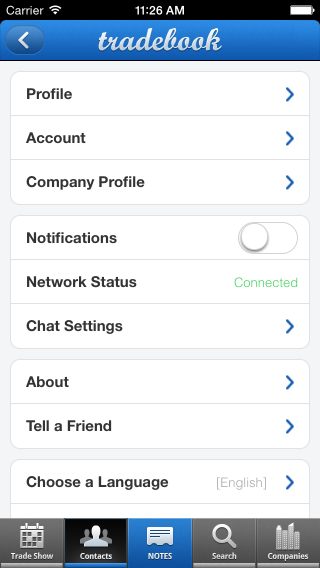 Carrier 11:26 AM
tradebook
Profile
Account
Company Profile
Notifications
Network Status Connected
Chat Settings
About
Tell a Friend
Choose a Language [English]
Trade Show Contacts NOTES Search Companies